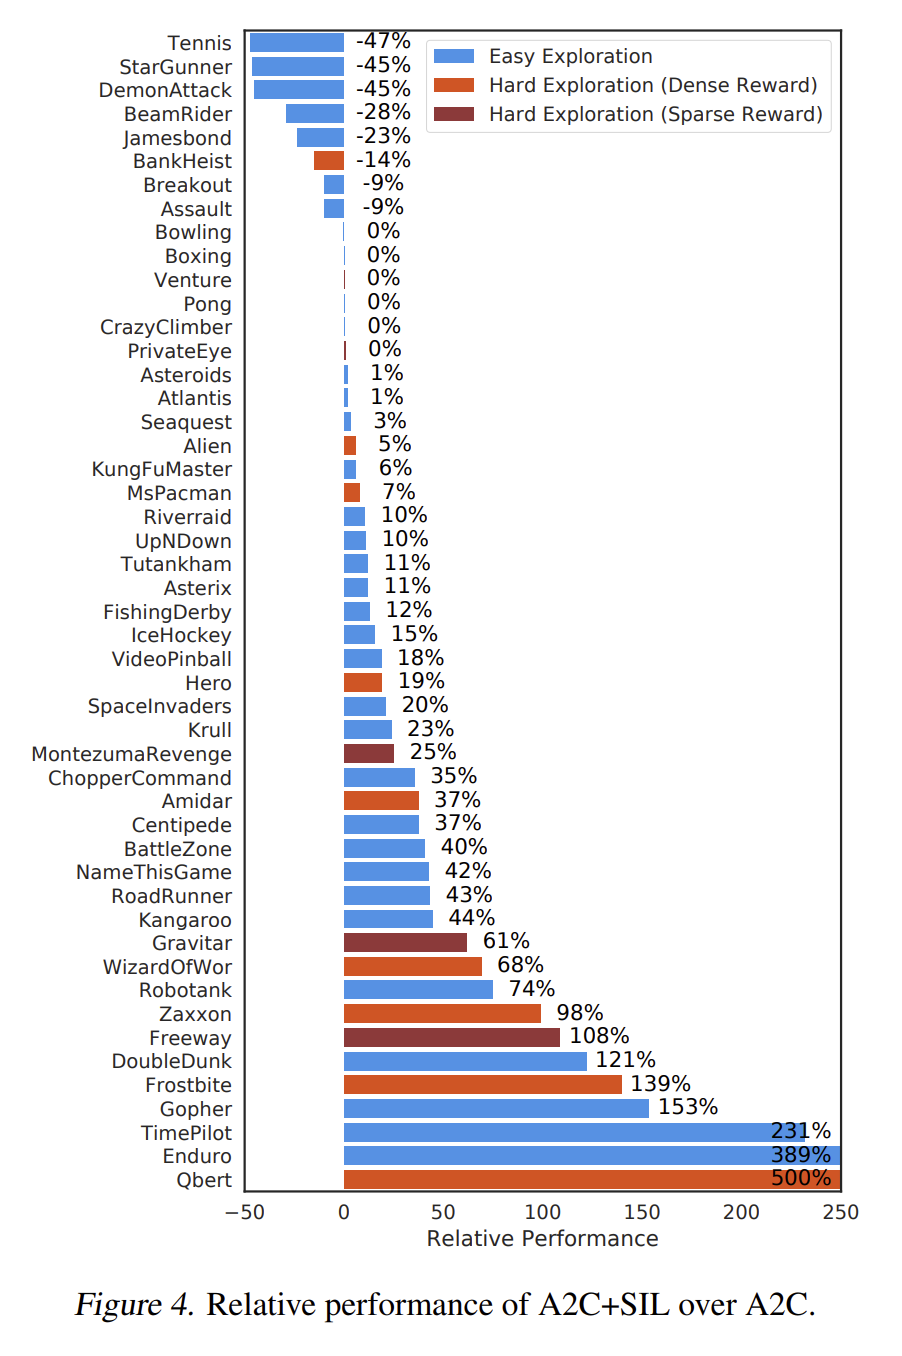 Tennis -47%
StarGunner -45%
DemonAttack -45%
BeamRider -28%
Jamesbond -23%
BankHeist -14%
Breakout -9%
Assault -9%
Bowling 0%
Boxing 0%
Venture 0%
Pong 0%
CrazyClimber 0%
PrivateEye 0%
Asteroids 1%
Atlantis 1%
Seaquest 3%
Alien 5%
KungFuMaster 6%
MsPacman 7%
Riverraid 10%
UpNDown 10%
Tutankham 11%
Asterix 11%
FishingDerby 12%
IceHockey 15%
VideoPinball 18%
Hero 19%
SpaceInvaders 20%
Krull 23%
MontezumaRevenge 25%
ChopperCommand 35%
Amidar 37%
Centipede 37%
BattleZone 40%
NameThisGame 42%
RoadRunner 43%
Kangaroo 44%
Gravitar 61%
WizardOfWor 68%
Robotank 74%
Zaxxon 98%
Freeway 108%
DoubleDunk 121%
Frostbite 139%
Gopher 153%
TimePilot 231%
Enduro 389%
Qbert 500%
Easy Exploration
Hard Exploration (Dense Reward)
Hard Exploration (Sparse Reward)
−50 0 50 100 150 200 250
Relative Performance
Figure 4. Relative performance of A2C+SIL over A2C.